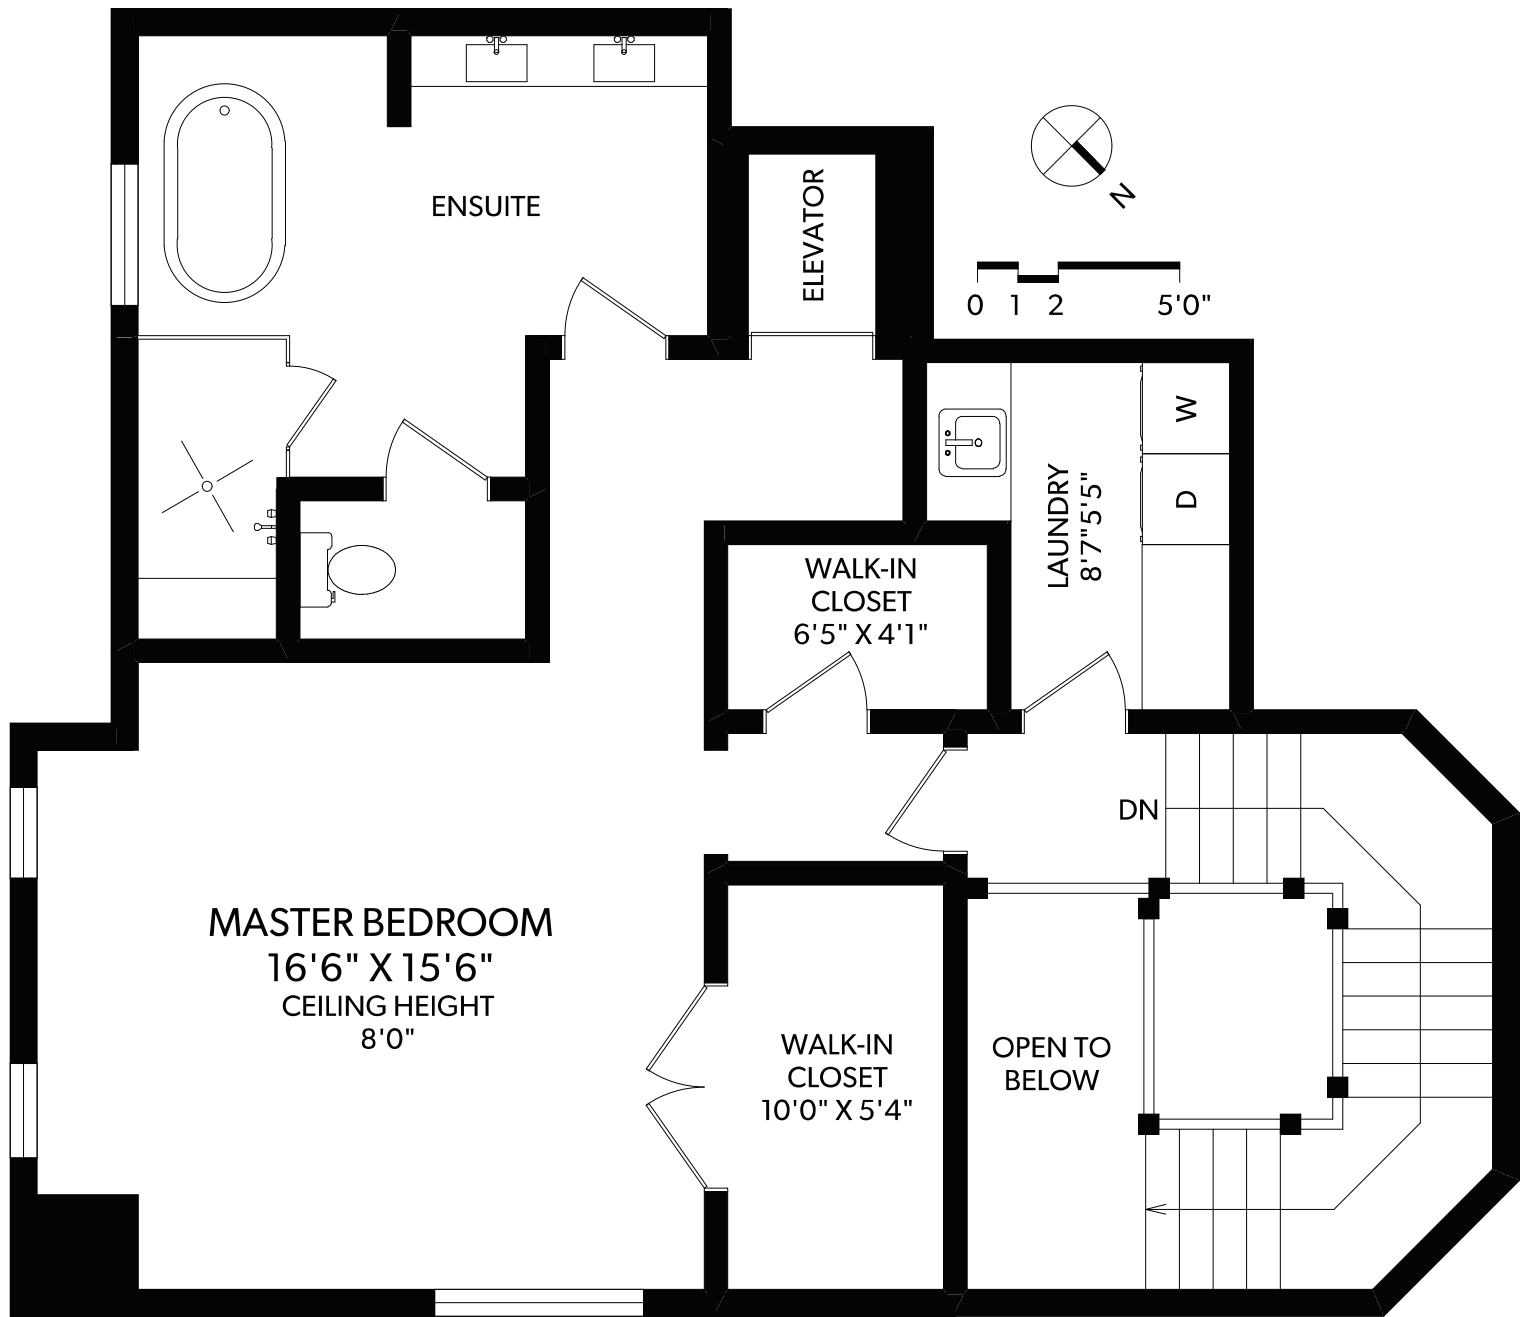 ENSUITE
ELEVATOR
N
0 1 2 5'0"
W
D
LAUNDRY
8'7"5'5"
WALK-IN
CLOSET
6'5" X 4'1"
DN
MASTER BEDROOM
16'6" X 15'6"
CEILING HEIGHT
8'0"
WALK-IN
CLOSET
10'0" X 5'4"
OPEN TO
BELOW